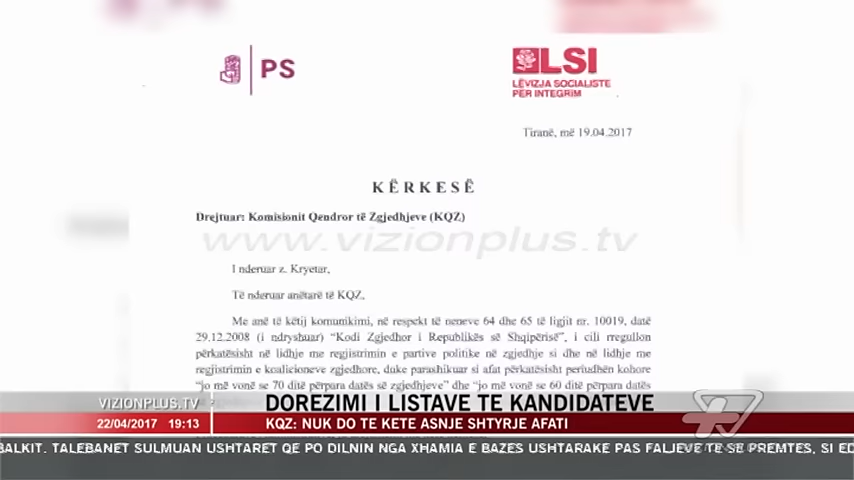 PS
LSI
LËVIZJA SOCIALISTE
PËR INTEGRIM
Tiranë, më 19.04.2017
KËRKESË
Drejtuar: Komisionit Qendror të Zgjedhjeve (KQZ)
www.vizionplus.tv
I nderuar z. Kryetar,
Të nderuar anëtarë të KQZ,
Me anë të këtij komunikimi, në respekt të neneve 64 dhe 65 të ligjit nr. 10019, datë
29.12.2008 (i ndryshuar) “Kodi Zgjedhor i Republikës së Shqipërisë”, i cili rregullon
përkatësisht në lidhje me regjistrimin e partive politike në zgjedhje si dhe në lidhje me
regjistrimin e koalicioneve zgjedhore, duke parashikuar si afat përkatësisht periudhën kohore
“jo më vonë se 70 ditë përpara datës së zgjedhjeve” dhe “jo më vonë se 60 ditë përpara datës
VIZIONPLUS.TV
DOREZIMI I LISTAVE TE KANDIDATEVE
22/04/2017 19:13
KQZ: NUK DO TE KETE ASNJE SHTYRJE AFATI
BALKIT. TALEBANET SULMUAN USHTARET QE PO DILNIN NGA XHAMIA E BAZES USHTARAKE PAS FALJEVE TE SE PREMTES, SI ED